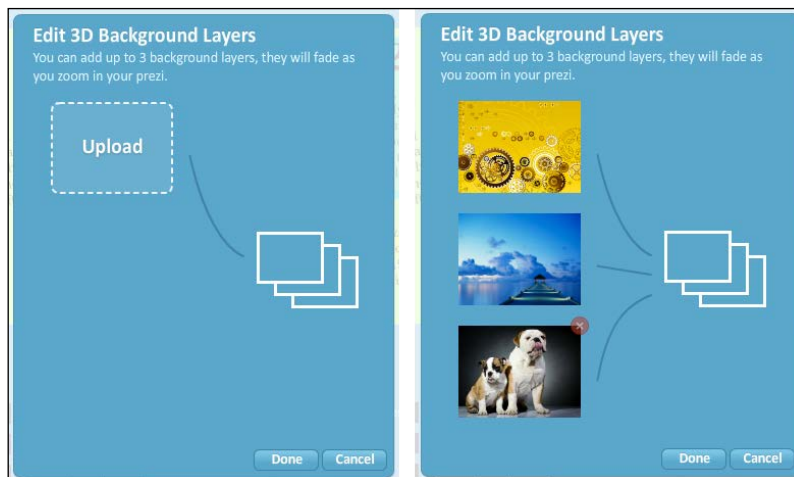 Edit 3D Background Layers
You can add up to 3 background layers, they will fade as
you zoom in your prezi.
Upload
Done
Cancel
Edit 3D Background Layers
You can add up to 3 background layers, they will fade as
you zoom in your prezi.
Done
Cancel